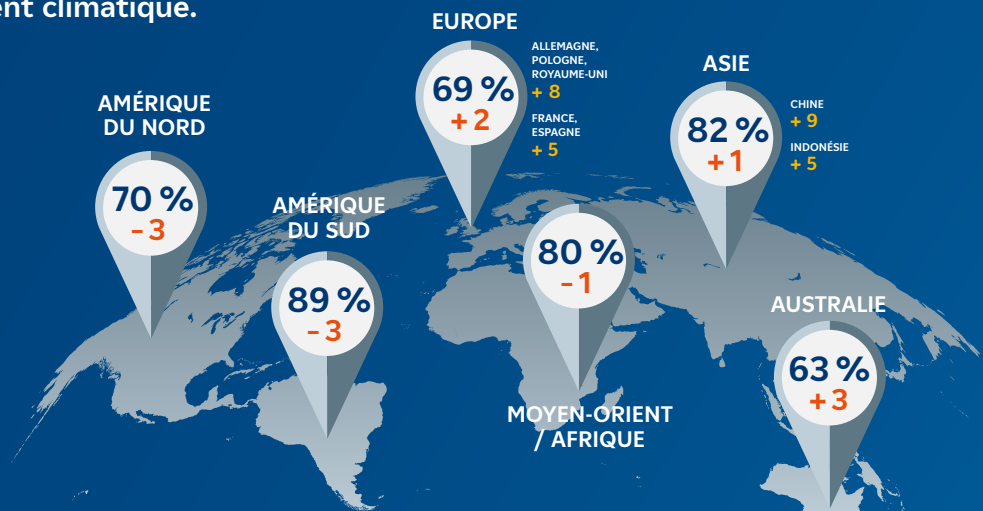 ent climatique.
EUROPE
69 %
+ 2
ALLEMAGNE,
POLOGNE,
ROYAUME-UNI
+ 8
FRANCE,
ESPAGNE
+ 5
ASIE
82 %
+ 1
CHINE
+ 9
INDONÉSIE
+ 5
AMÉRIQUE
DU NORD
70 %
- 3
AMÉRIQUE
DU SUD
89 %
- 3
80 %
- 1
MOYEN-ORIENT
/ AFRIQUE
AUSTRALIE
63 %
+ 3